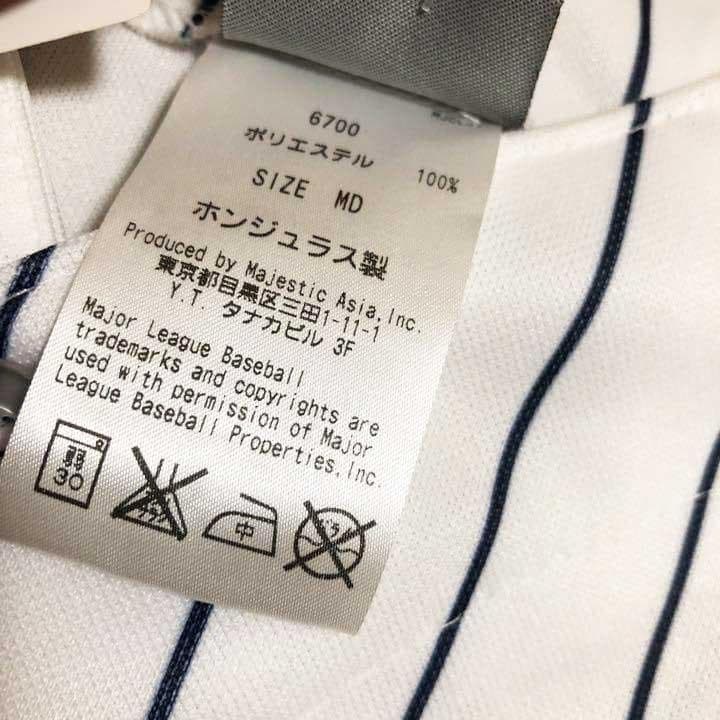 6700
ポリエステル 100%
SIZE MD
ホンジュラス製
Produced by Majestic Asia,Inc.
東京都目黒区三田1-11-1
Y.T. タナカビル 3F
Major League Baseball
trademarks and copyrights are
used with permission of Major
League Baseball Properties,Inc.
30
中